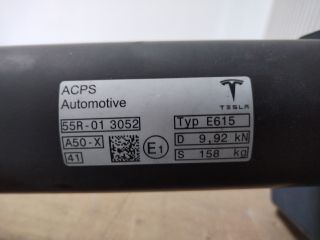 ACPS
Automotive
TESLA
55R-01 3052
Typ E615
A50-X
D 9,92 kN
41
E1
S 158 kg